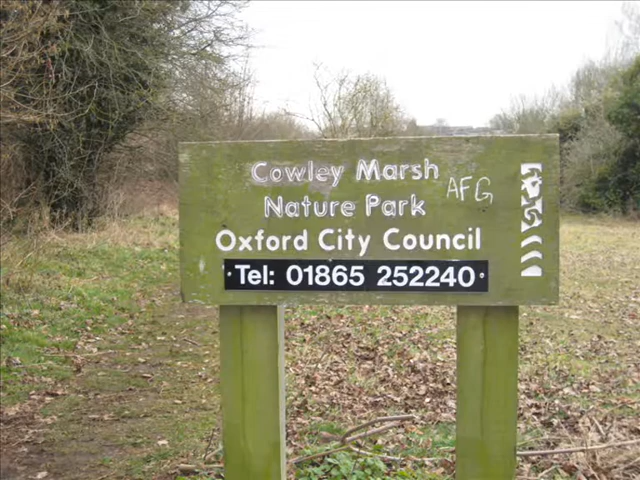 Cowley Marsh
AFG
Nature Park
Oxford City Council
Tel: 01865 252240